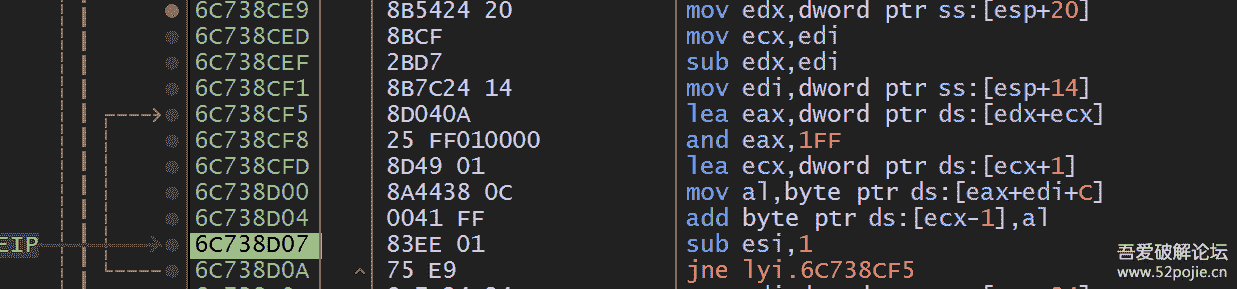 6C738CE9 8B5424 20 mov edx,dword ptr ss:[esp+20]
6C738CED 8BCF mov ecx,edi
6C738CEF 2BD7 sub edx,edi
6C738CF1 8B7C24 14 mov edi,dword ptr ss:[esp+14]
6C738CF5 8D040A lea eax,dword ptr ds:[edx+ecx]
6C738CF8 25 FF010000 and eax,1FF
6C738CFD 8D49 01 lea ecx,dword ptr ds:[ecx+1]
6C738D00 8A4438 0C mov al,byte ptr ds:[eax+edi+C]
6C738D04 0041 FF add byte ptr ds:[ecx-1],al
EIP 6C738D07 83EE 01 sub esi,1
6C738D0A ^ 75 E9 jne lyi.6C738CF5
吾爱破解论坛
www.52pojie.cn